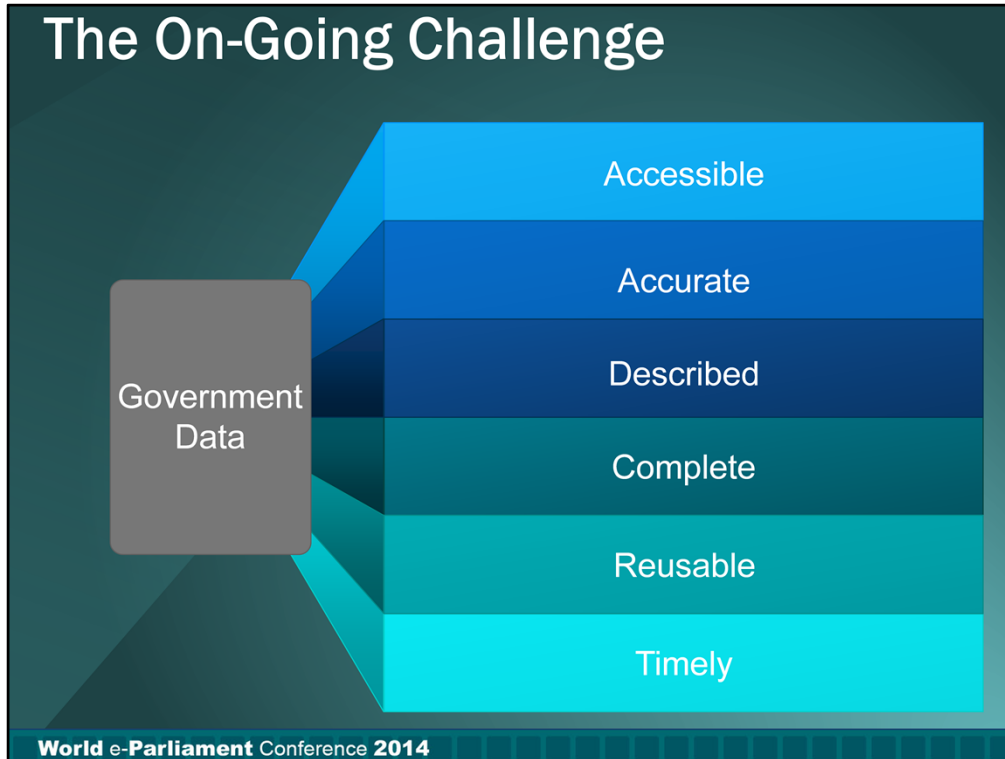 The On-Going Challenge
Government
Data
Accessible
Accurate
Described
Complete
Reusable
Timely
World e-Parliament Conference 2014